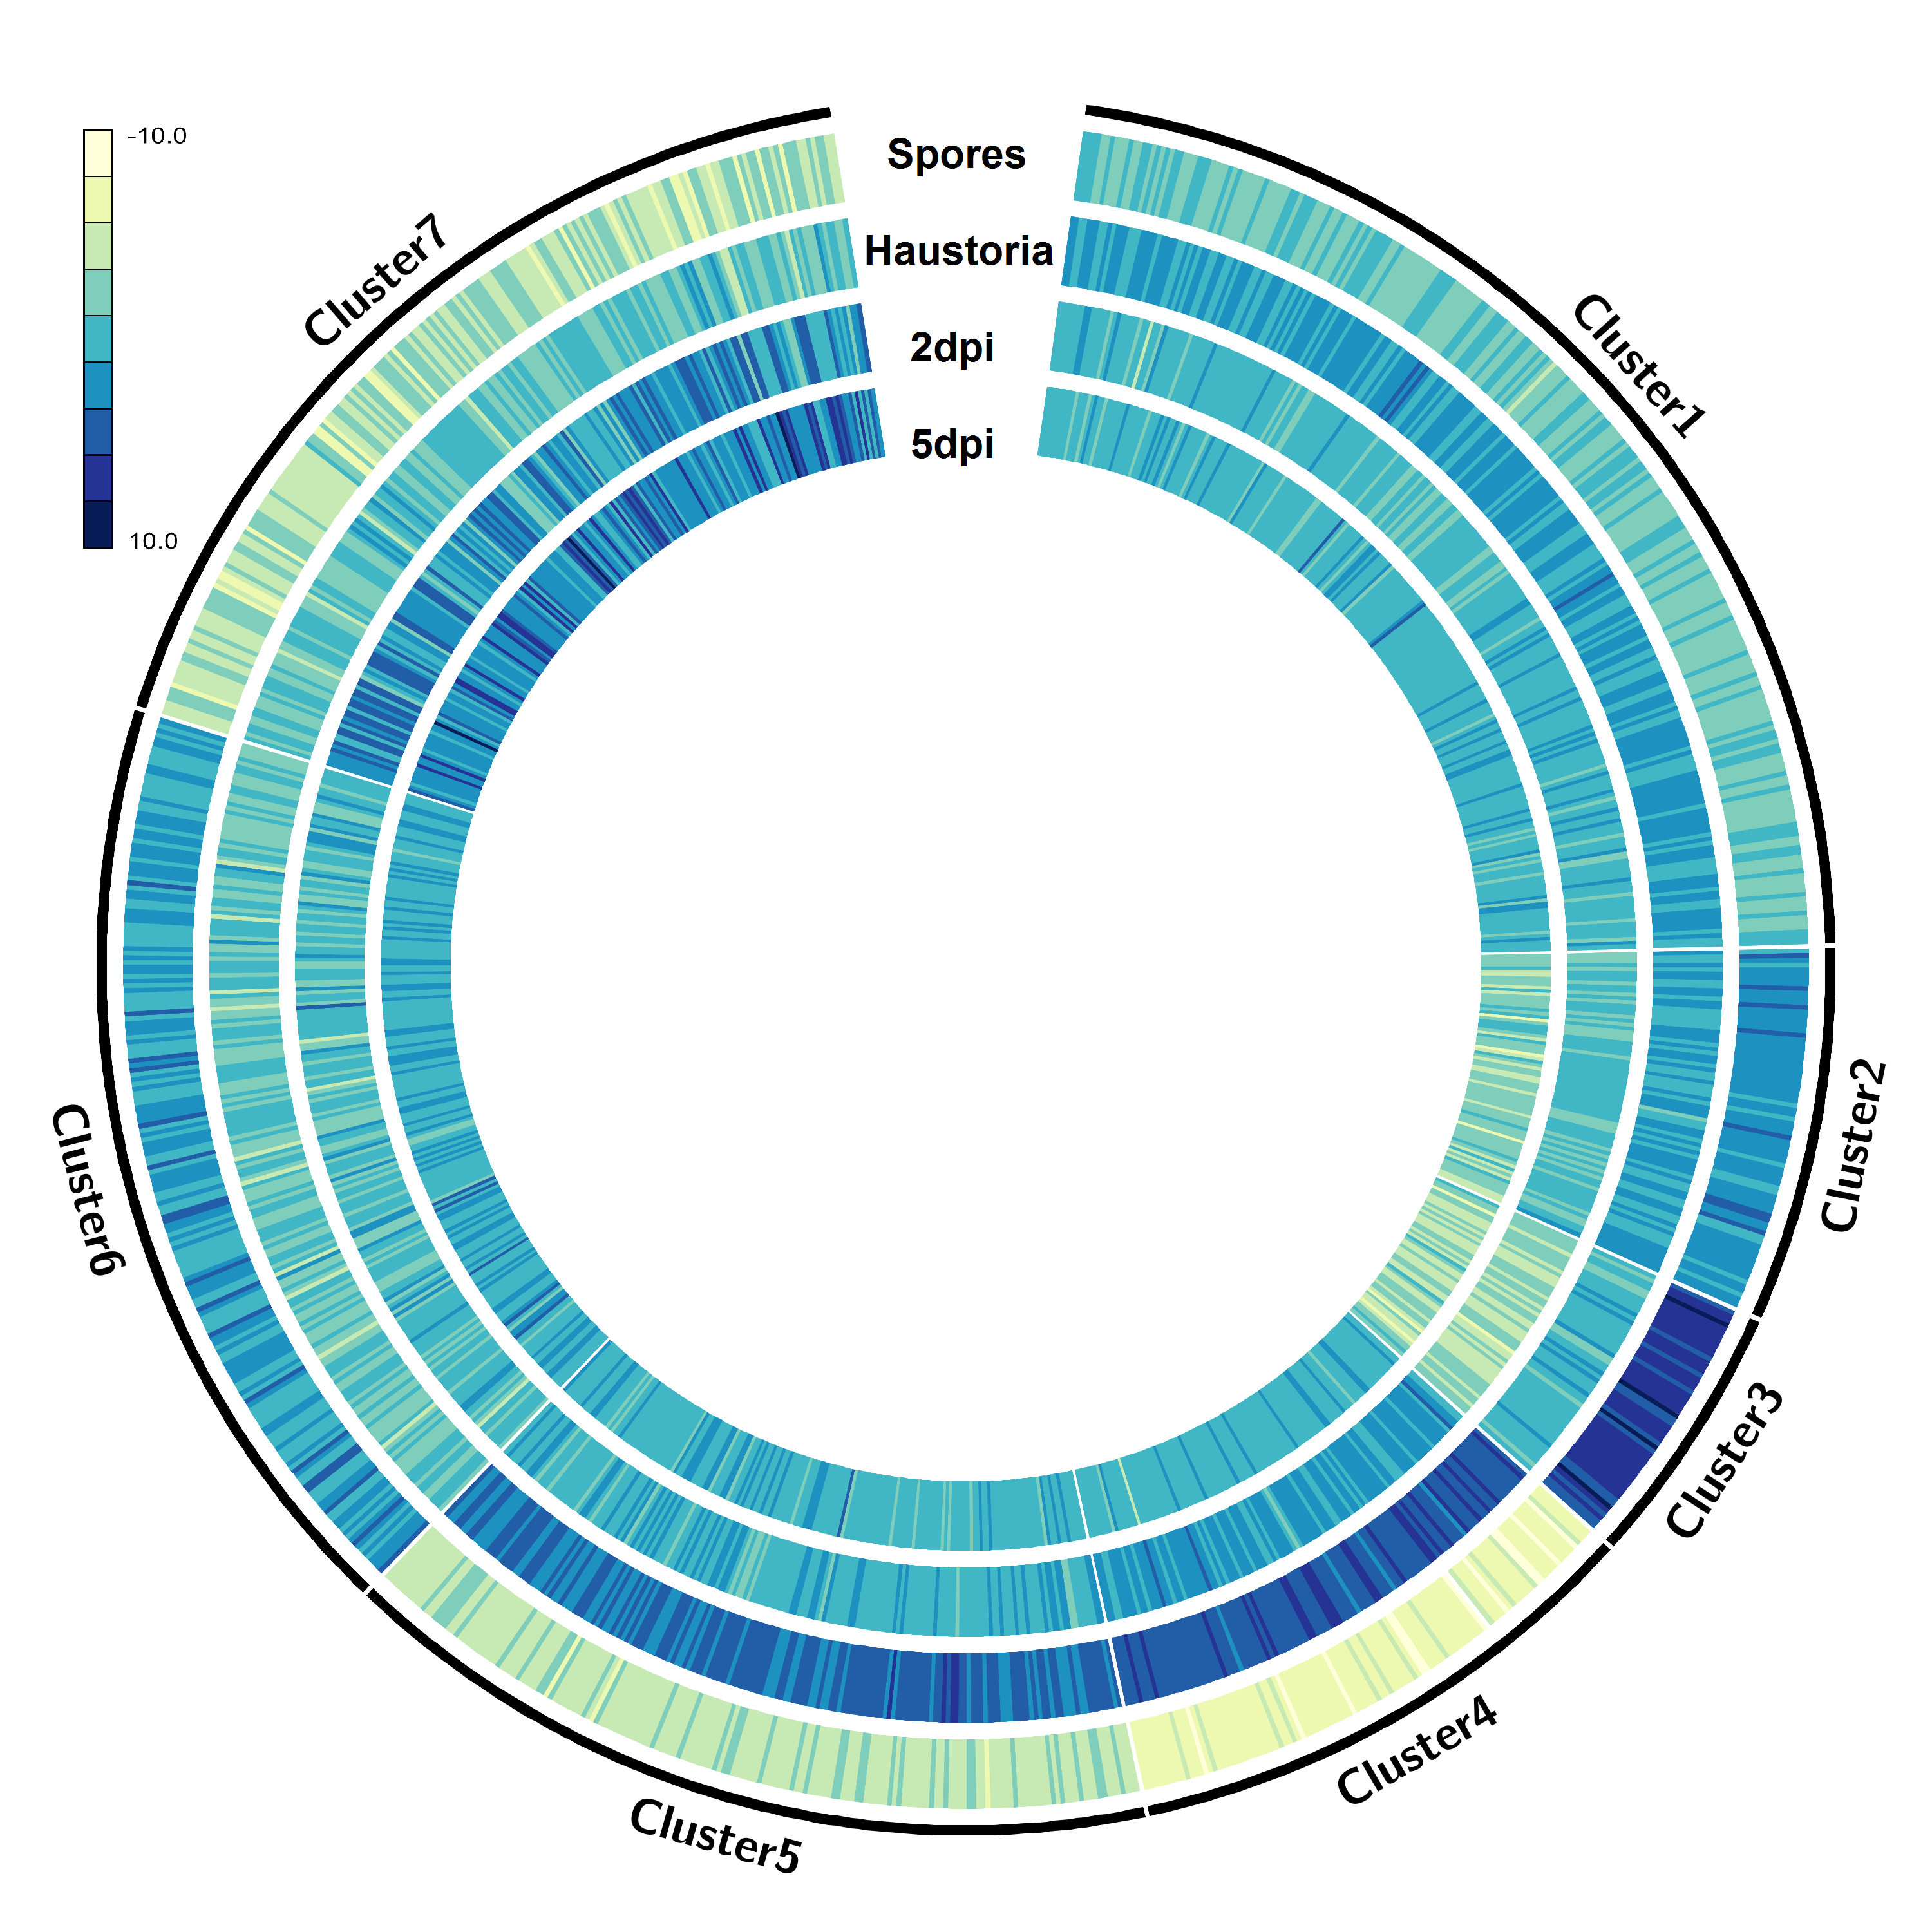 -10.0
10.0
Spores
Haustoria
2dpi
5dpi
Cluster1
Cluster2
Cluster3
Cluster4
Cluster5
Cluster6
Cluster7